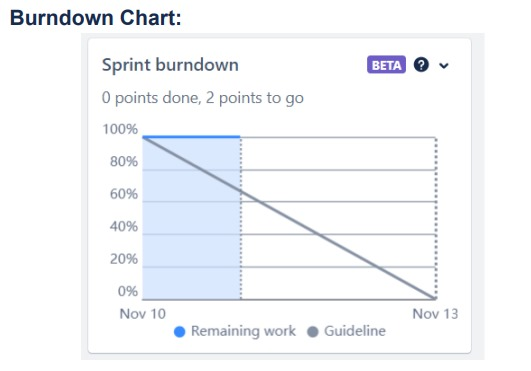 Burndown Chart:
Sprint burndown BETA ?
0 points done, 2 points to go
100%
80%
60%
40%
20%
0%
Nov 10 Nov 13
Remaining work Guideline